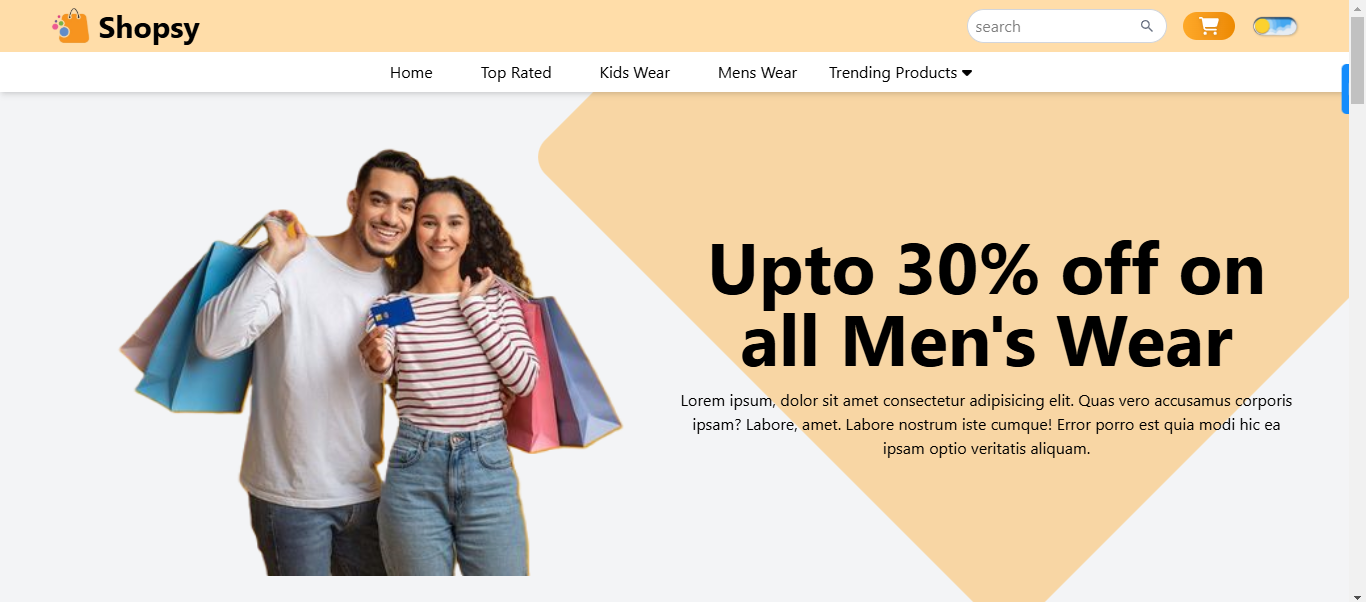 Shopsy
search
Home
Top Rated
Kids Wear
Mens Wear
Trending Products
Upto 30% off on
all Men's Wear
Lorem ipsum, dolor sit amet consectetur adipisicing elit. Quas vero accusamus corporis
ipsam? Labore, amet. Labore nostrum iste cumque! Error porro est quia modi hic ea
ipsam optio veritatis aliquam.